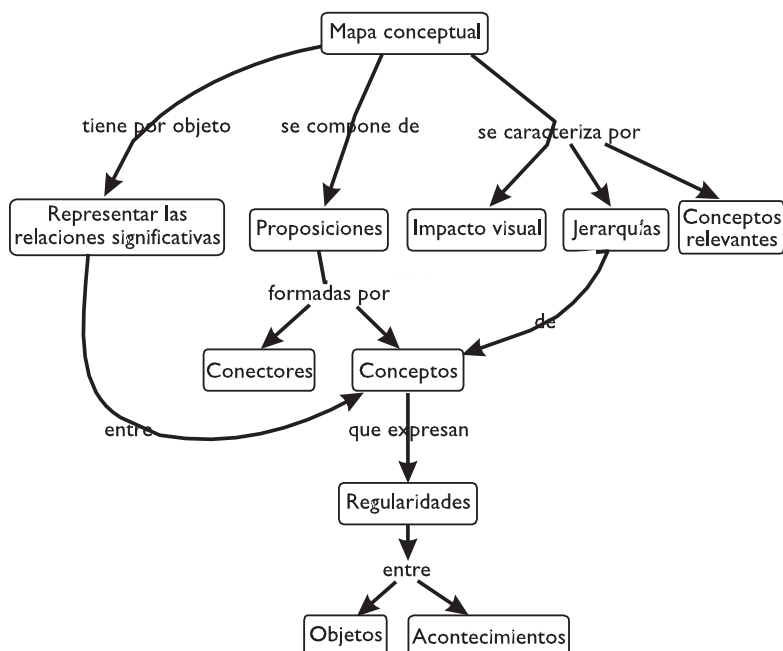 Mapa conceptual
tiene por objeto
se compone de
se caracteriza por
Representar las
relaciones significativas
Proposiciones
Impacto visual
Jerarquías
Conceptos
relevantes
formadas por
de
Conectores
Conceptos
entre
que expresan
Regularidades
entre
Objetos
Acontecimientos